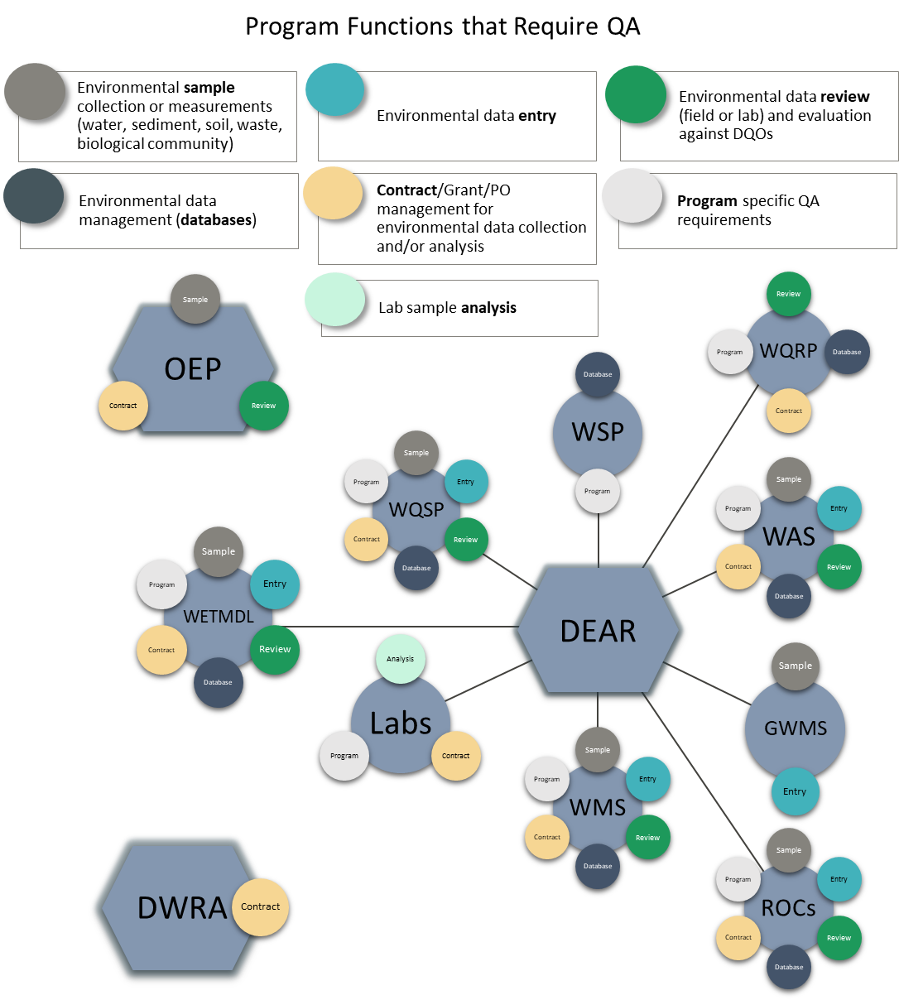 Program Functions that Require QA
Environmental sample
collection or measurements
(water, sediment, soil, waste,
biological community)
Environmental data entry
Environmental data review
(field or lab) and evaluation
against DQOs
Environmental data
management (databases)
Contract/Grant/PO
management for
environmental data collection
and/or analysis
Program specific QA
requirements
Lab sample analysis
Sample
OEP
Contract
Review
Review
Program
WQRP
Database
Contract
Database
WSP
Program
Sample
Program
Entry
WQSP
Contract
Review
Database
Sample
Program
Entry
WAS
Contract
Review
Database
Sample
Program
Entry
WETMDL
Contract
Review
Database
DEAR
Analysis
Labs
Program
Contract
Sample
GWMS
Entry
Sample
Program
Entry
WMS
Contract
Review
Database
Sample
Program
Entry
ROCs
Contract
Review
Database
DWRA
Contract